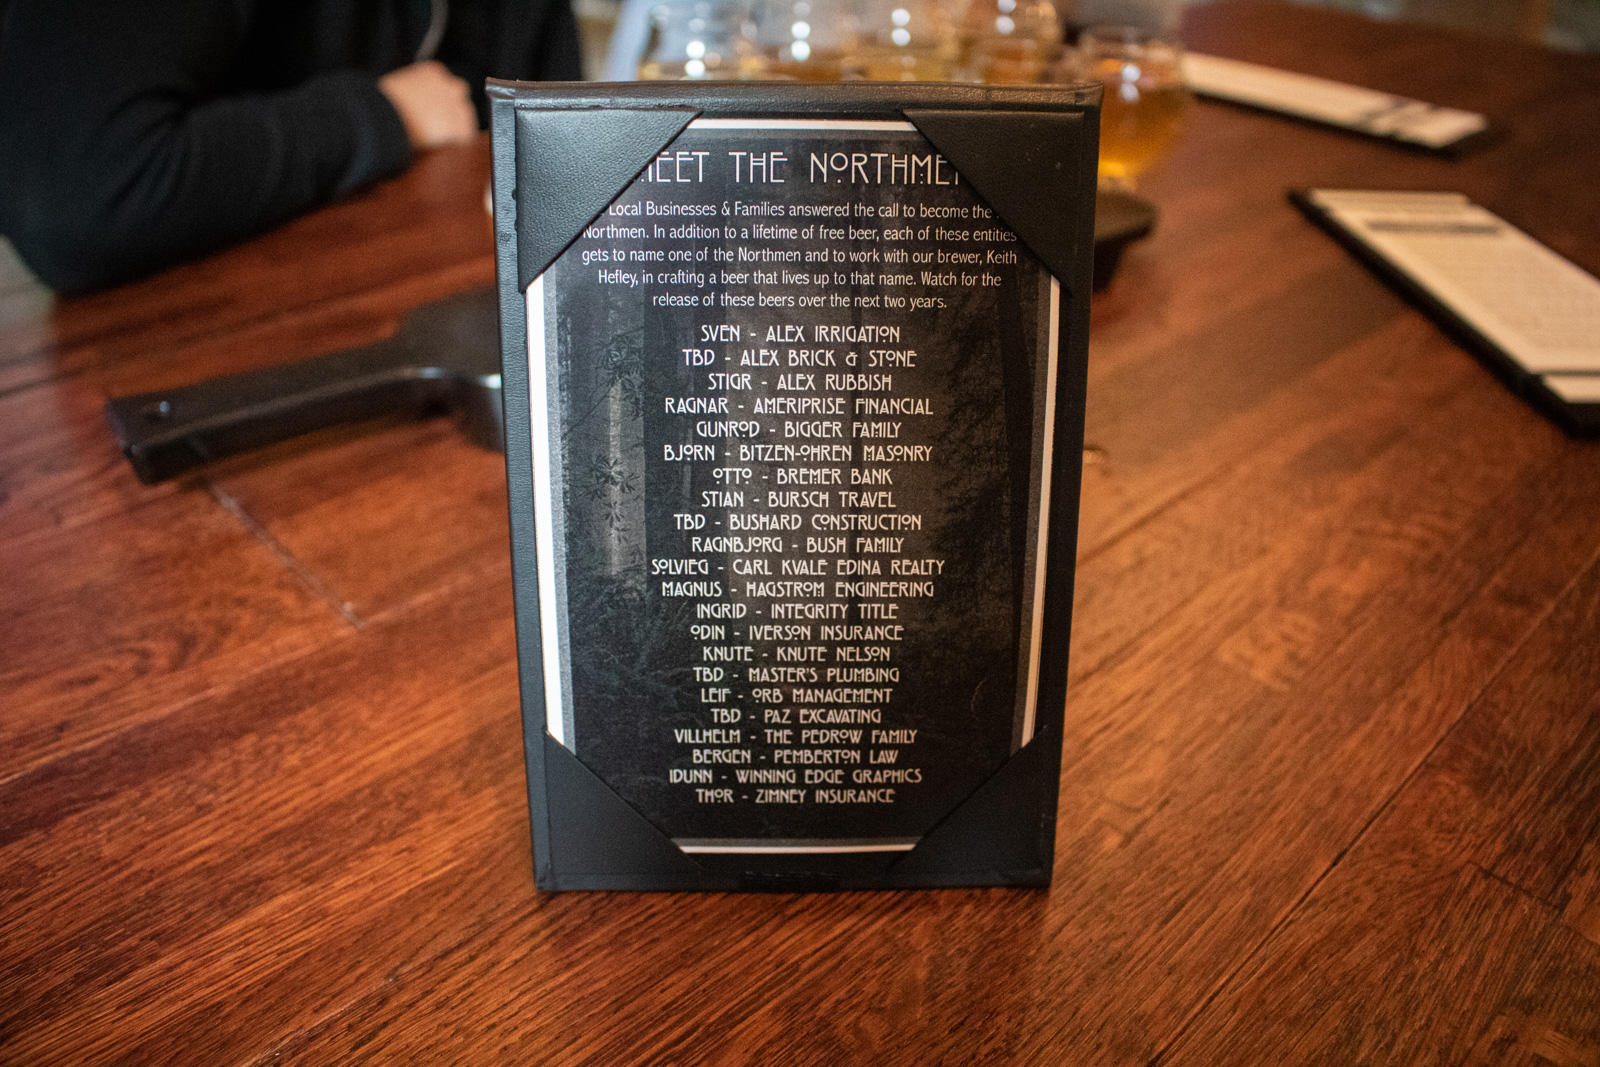 MEET THE NORTHMEN
Local Businesses & Families answered the call to become the
Northmen. In addition to a lifetime of free beer, each of these entities
gets to name one of the Northmen and to work with our brewer, Keith
Hefley, in crafting a beer that lives up to that name. Watch for the
release of these beers over the next two years.
SVEN - ALEX IRRIGATION
TBD - ALEX BRICK & STONE
STIGR - ALEX RUBBISH
RAGNAR - AMERIPRISE FINANCIAL
GUNROD - BIGGER FAMILY
BJORN - BITZEN-OHREN MASONRY
OTTO - BREMER BANK
STIAN - BURSCH TRAVEL
TBD - BUSHARD CONSTRUCTION
RAGNBJORG - BUSH FAMILY
SOLVIEG - CARL KVALE EDINA REALTY
MAGNUS - HAGSTROM ENGINEERING
INGRID - INTEGRITY TITLE
ODIN - IVERSON INSURANCE
KNUTE - KNUTE NELSON
TBD - MASTER'S PLUMBING
LEIF - ORB MANAGEMENT
TBD - PAZ EXCAVATING
VILLHELM - THE PEDROW FAMILY
BERGEN - PEMBERTON LAW
IDUNN - WINNING EDGE GRAPHICS
THOR - ZIMNEY INSURANCE